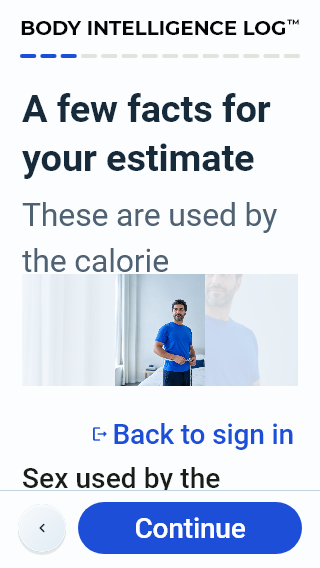 BODY INTELLIGENCE LOG™
A few facts for
your estimate
These are used by
the calorie
Back to sign in
Sex used by the
Continue